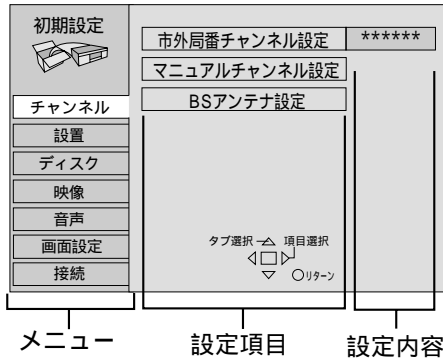 初期設定
市外局番チャンネル設定 ******
マニュアルチャンネル設定
BSアンテナ設定
チャンネル
設置
ディスク
映像
音声
画面設定
接続
タブ選択 項目選択
リターン
メニュー 設定項目 設定内容